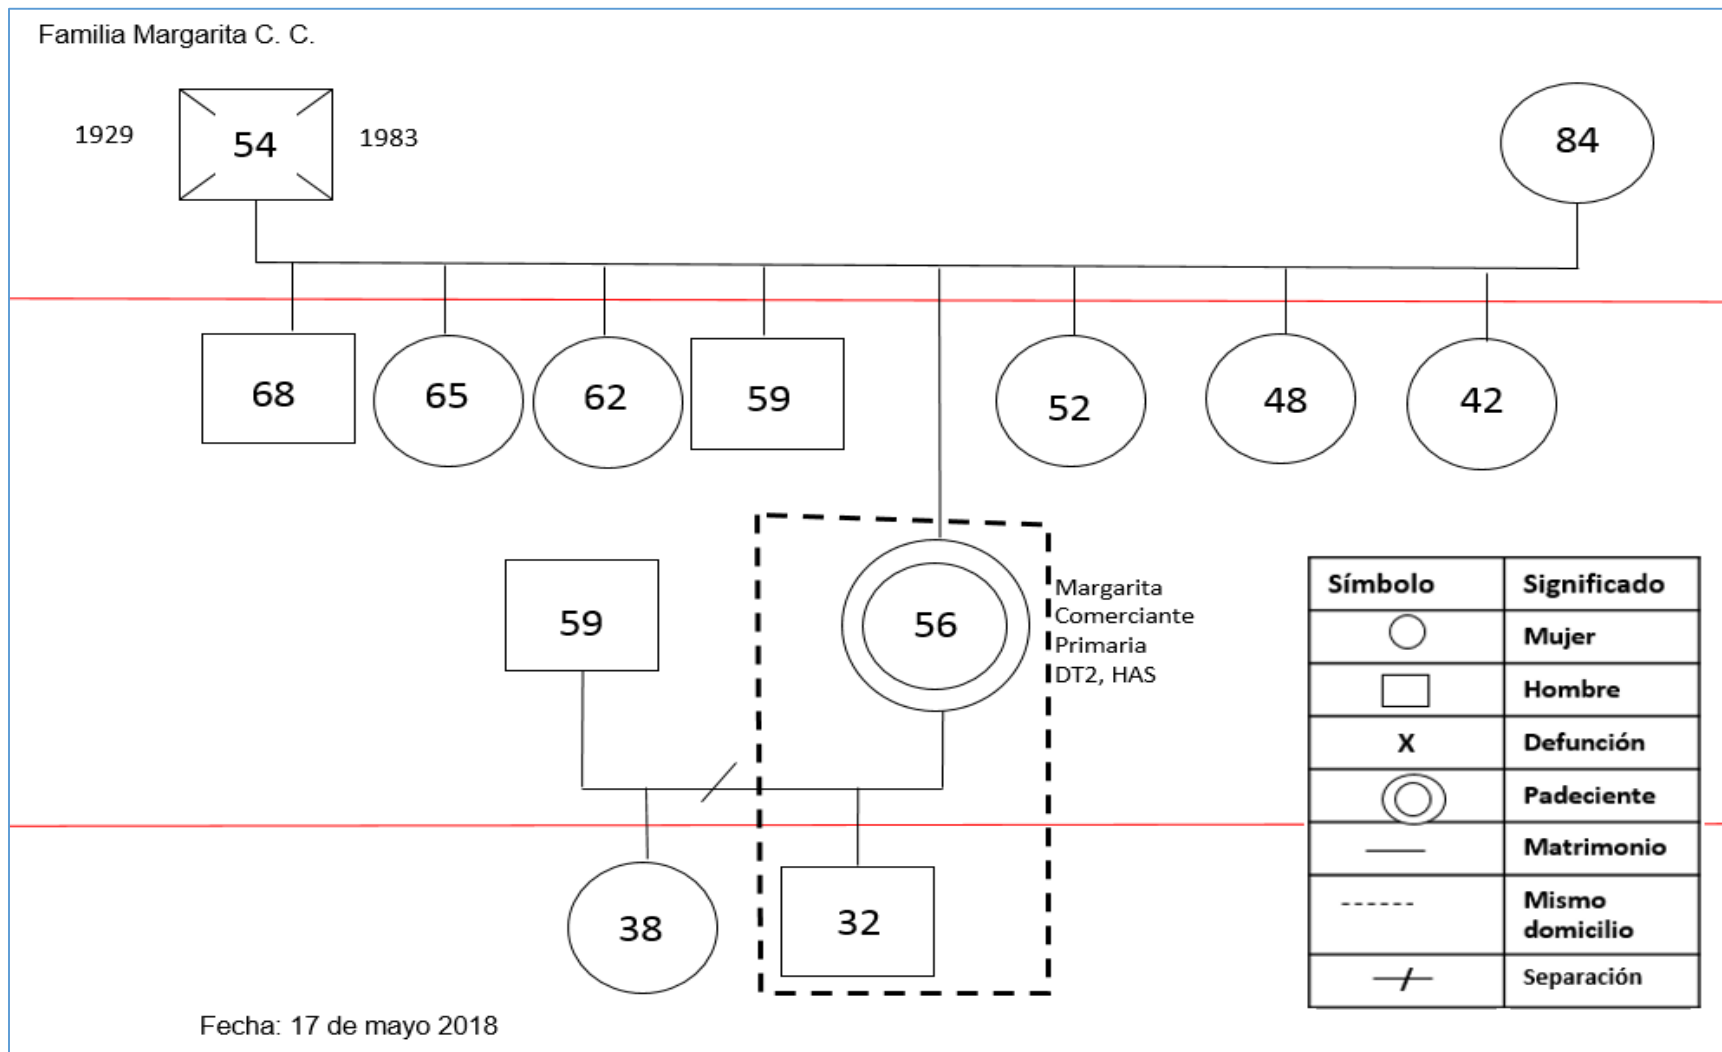 Familia Margarita C. C.
1929
54
1983
84
68
65
62
59
52
48
42
59
56
Margarita
Comerciante
Primaria
DT2, HAS
38
32
Símbolo Significado
Mujer
Hombre
X Defunción
Padeciente
Matrimonio
Mismo
domicilio
Separación
Fecha: 17 de mayo 2018